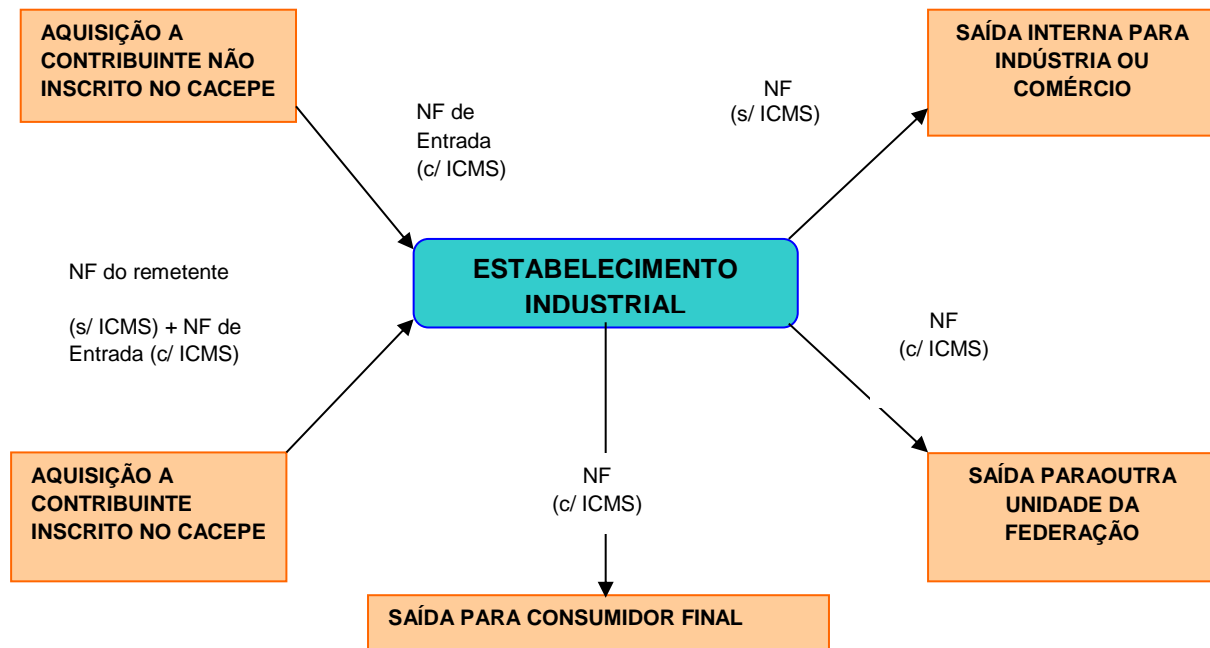 AQUISIÇÃO A
CONTRIBUINTE NÃO
INSCRITO NO CACEPE
SAÍDA INTERNA PARA
INDÚSTRIA OU
COMÉRCIO
NF de
Entrada
(c/ ICMS)
NF
(s/ ICMS)
ESTABELECIMENTO
INDUSTRIAL
NF do remetente
(s/ ICMS) + NF de
Entrada (c/ ICMS)
NF
(c/ ICMS)
AQUISIÇÃO A
CONTRIBUINTE
INSCRITO NO CACEPE
NF
(c/ ICMS)
SAÍDA PARAOUTRA
UNIDADE DA
FEDERAÇÃO
SAÍDA PARA CONSUMIDOR FINAL